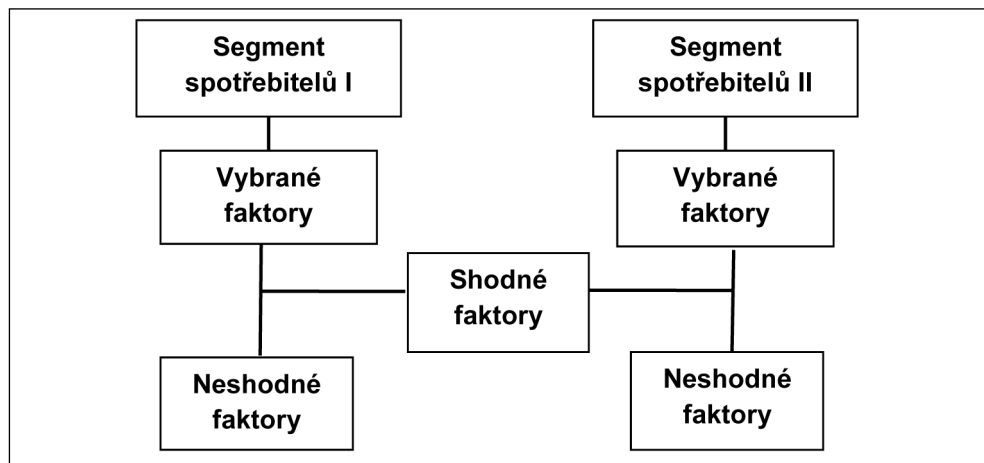 Segment
spotřebitelů I
Segment
spotřebitelů II
Vybrané
faktory
Vybrané
faktory
Shodné
faktory
Neshodné
faktory
Neshodné
faktory